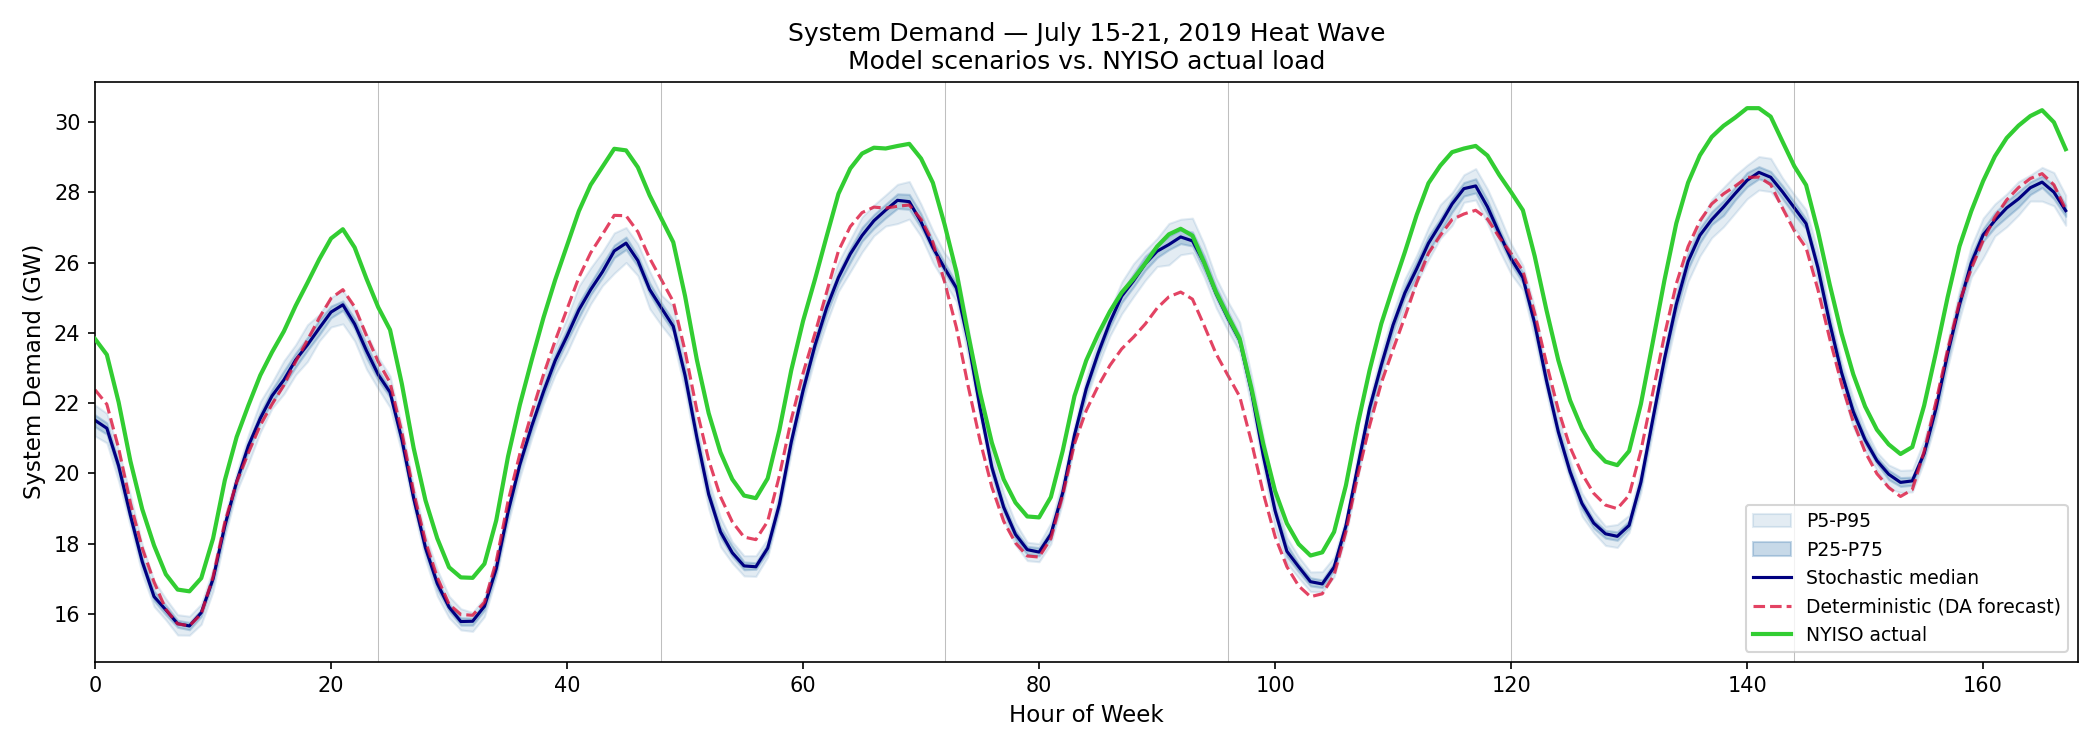 System Demand — July 15-21, 2019 Heat Wave
Model scenarios vs. NYISO actual load
System Demand (GW)
30
28
26
24
22
20
18
16
0
20
40
60
80
100
120
140
160
Hour of Week
P5-P95
P25-P75
Stochastic median
Deterministic (DA forecast)
NYISO actual